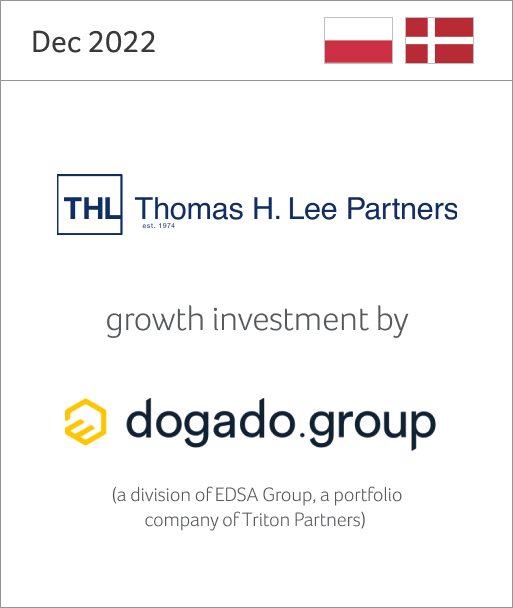 Dec 2022
THL Thomas H. Lee Partners
est. 1974
growth investment by
dogado.group
(a division of EDSA Group, a portfolio
company of Triton Partners)